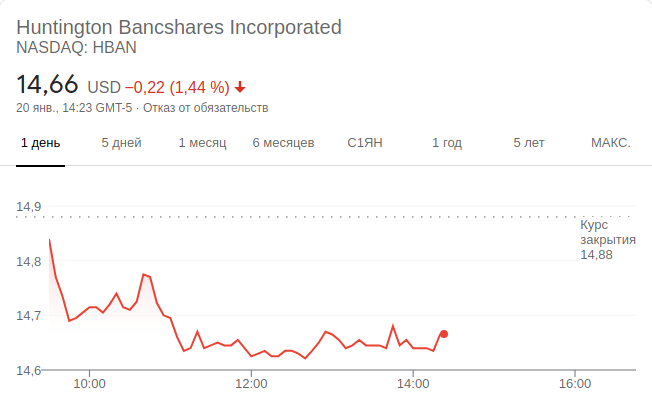 Huntington Bancshares Incorporated
NASDAQ: HBAN
14,66 USD −0,22 (1,44 %)
20 янв., 14:23 GMT-5 · Отказ от обязательств
1 день 5 дней 1 месяц 6 месяцев С1ЯН 1 год 5 лет МАКС.
14,9
Курс
закрытия
14,88
14,8
14,7
14,6
10:00 12:00 14:00 16:00